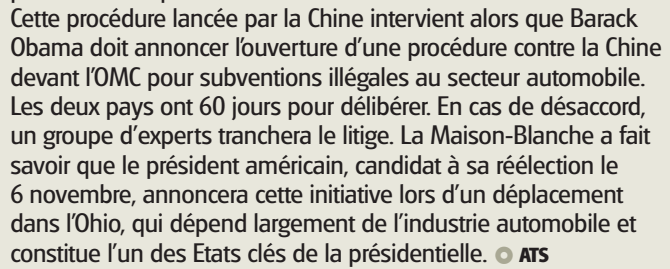 Cette procédure lancée par la Chine intervient alors que Barack
Obama doit annoncer l'ouverture d'une procédure contre la Chine
devant l'OMC pour subventions illégales au secteur automobile.
Les deux pays ont 60 jours pour délibérer. En cas de désaccord,
un groupe d'experts tranchera le litige. La Maison-Blanche a fait
savoir que le président américain, candidat à sa réélection le
6 novembre, annoncera cette initiative lors d'un déplacement
dans l'Ohio, qui dépend largement de l'industrie automobile et
constitue l'un des Etats clés de la présidentielle. ATS